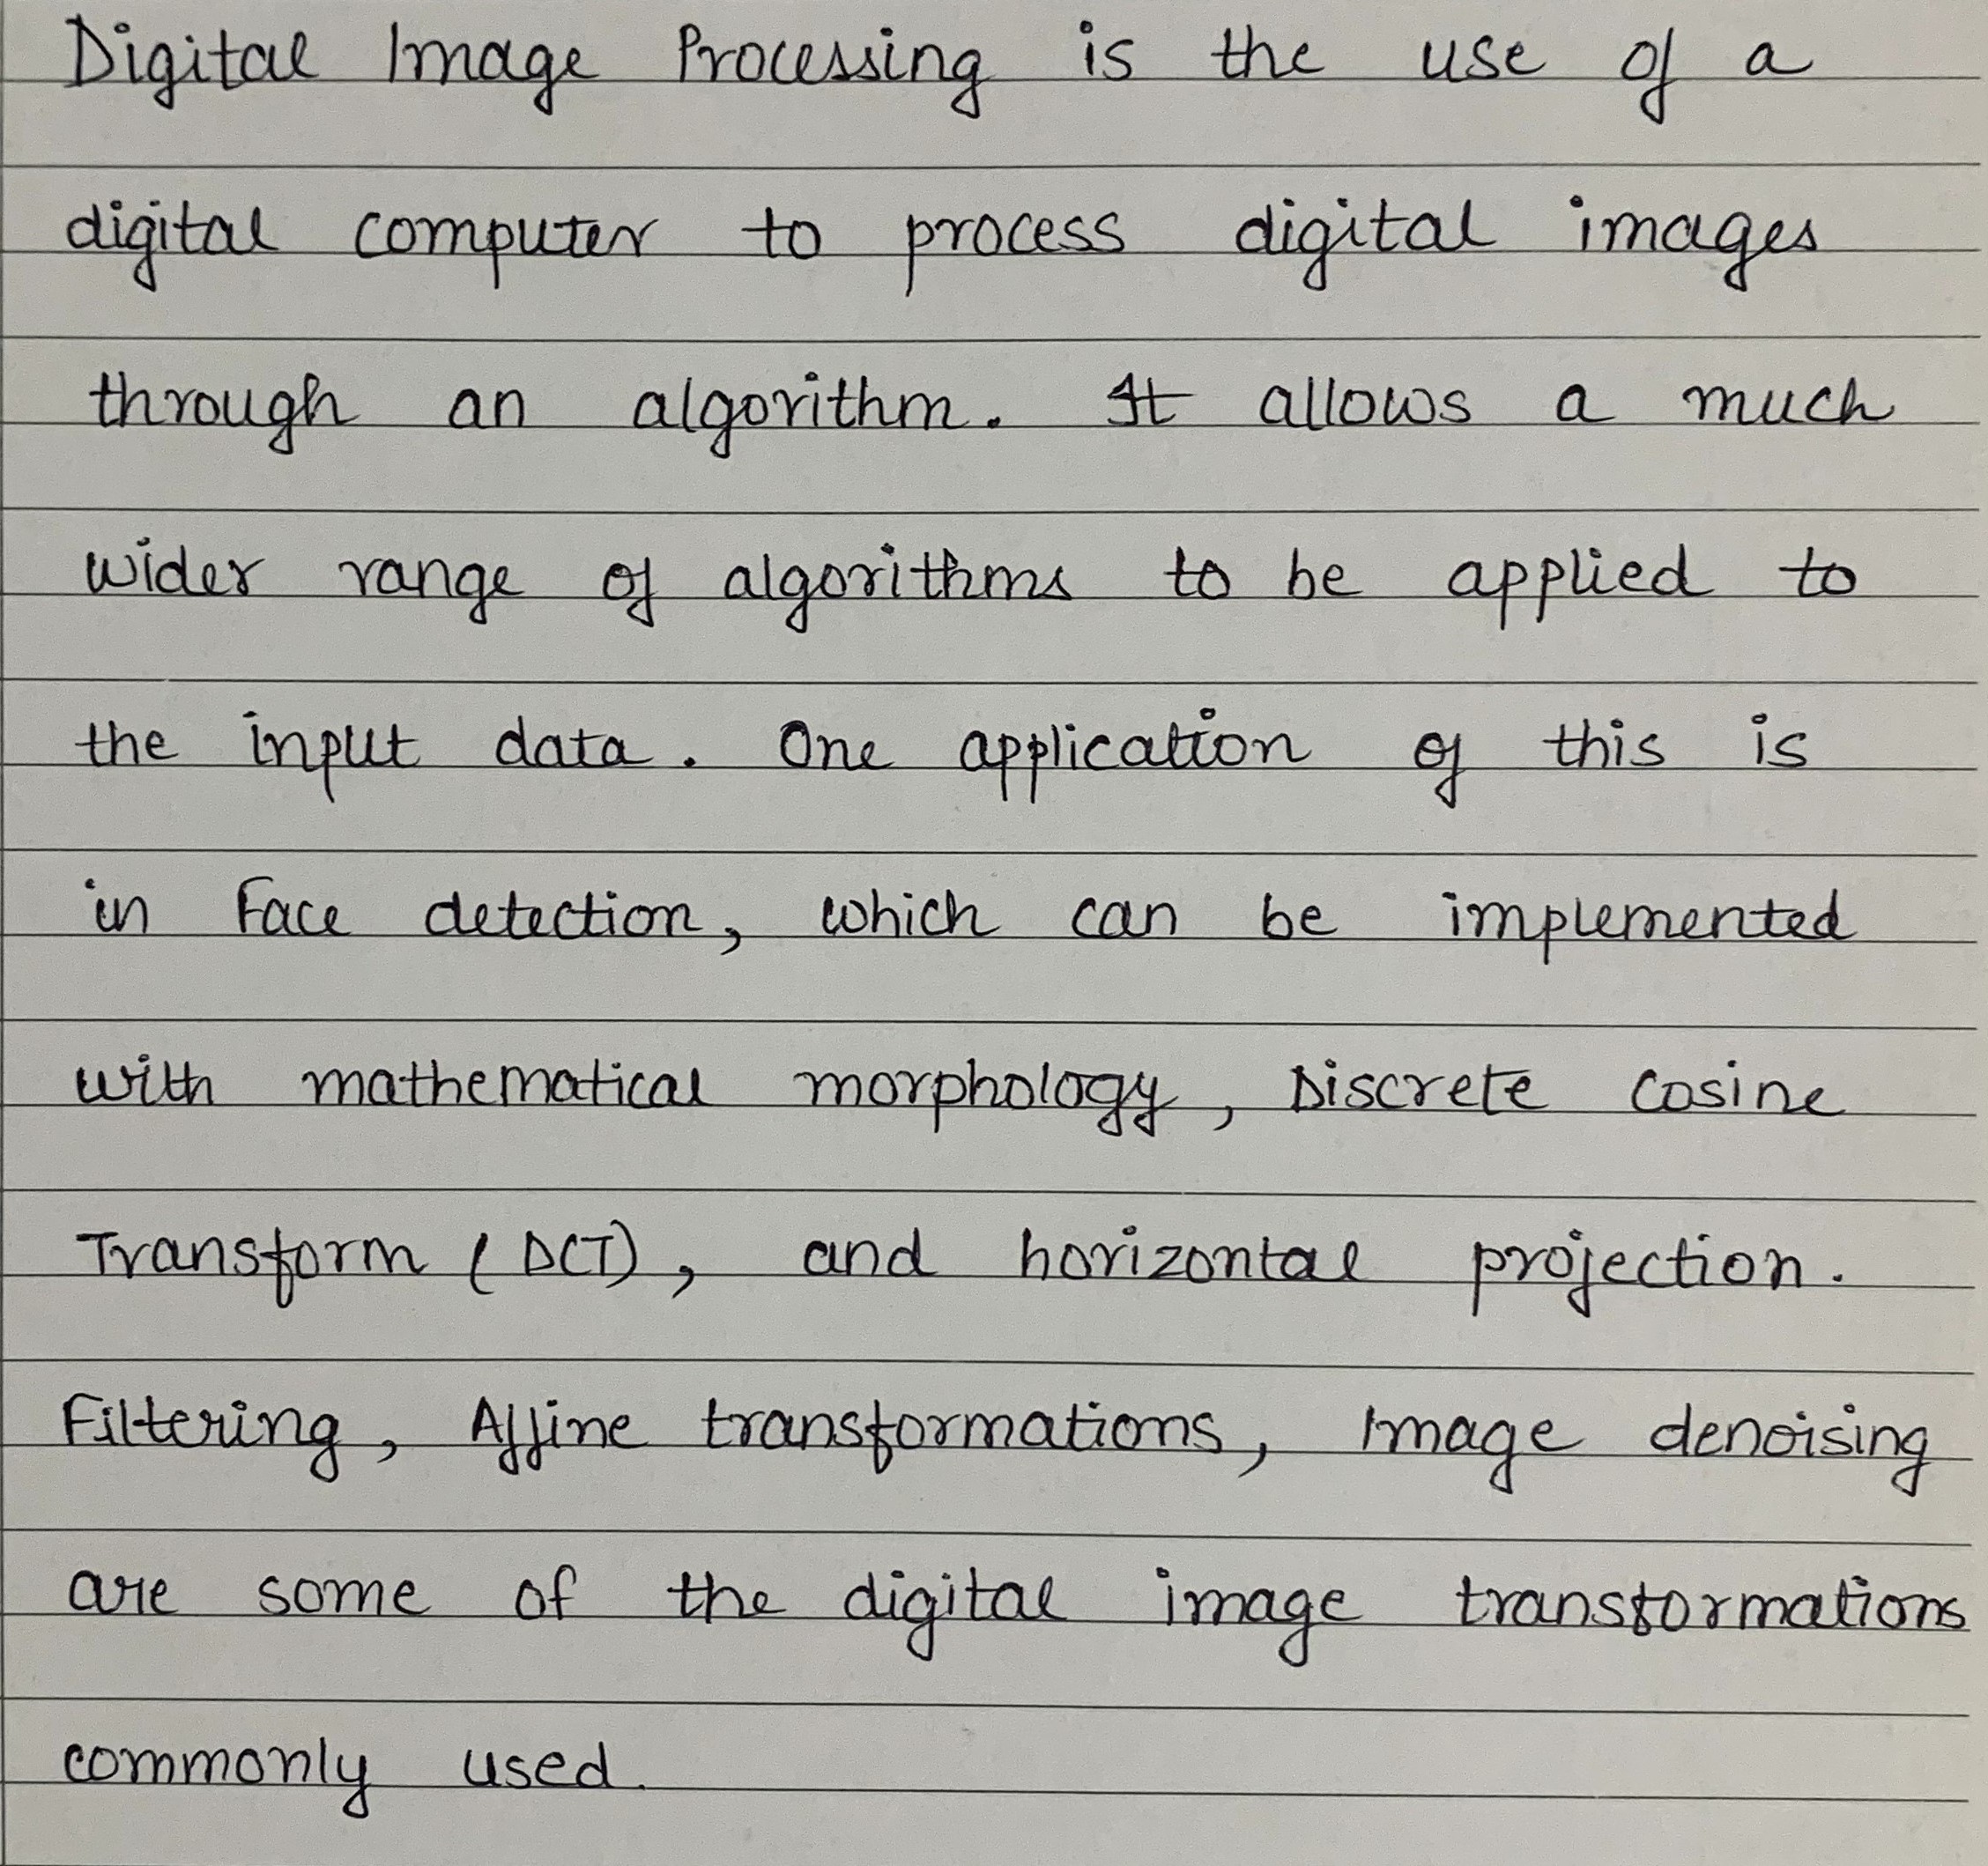 Digital Image Processing is the use of a
digital computer to process digital images
through an algorithm. It allows a much
wider range of algorithms to be applied to
the input data. One application of this is
in Face detection, which can be implemented
with mathematical morphology, Discrete Cosine
Transform (DCT), and horizontal projection.
Filtering, Affine transformations, Image denoising
are some of the digital image transformations
commonly used.